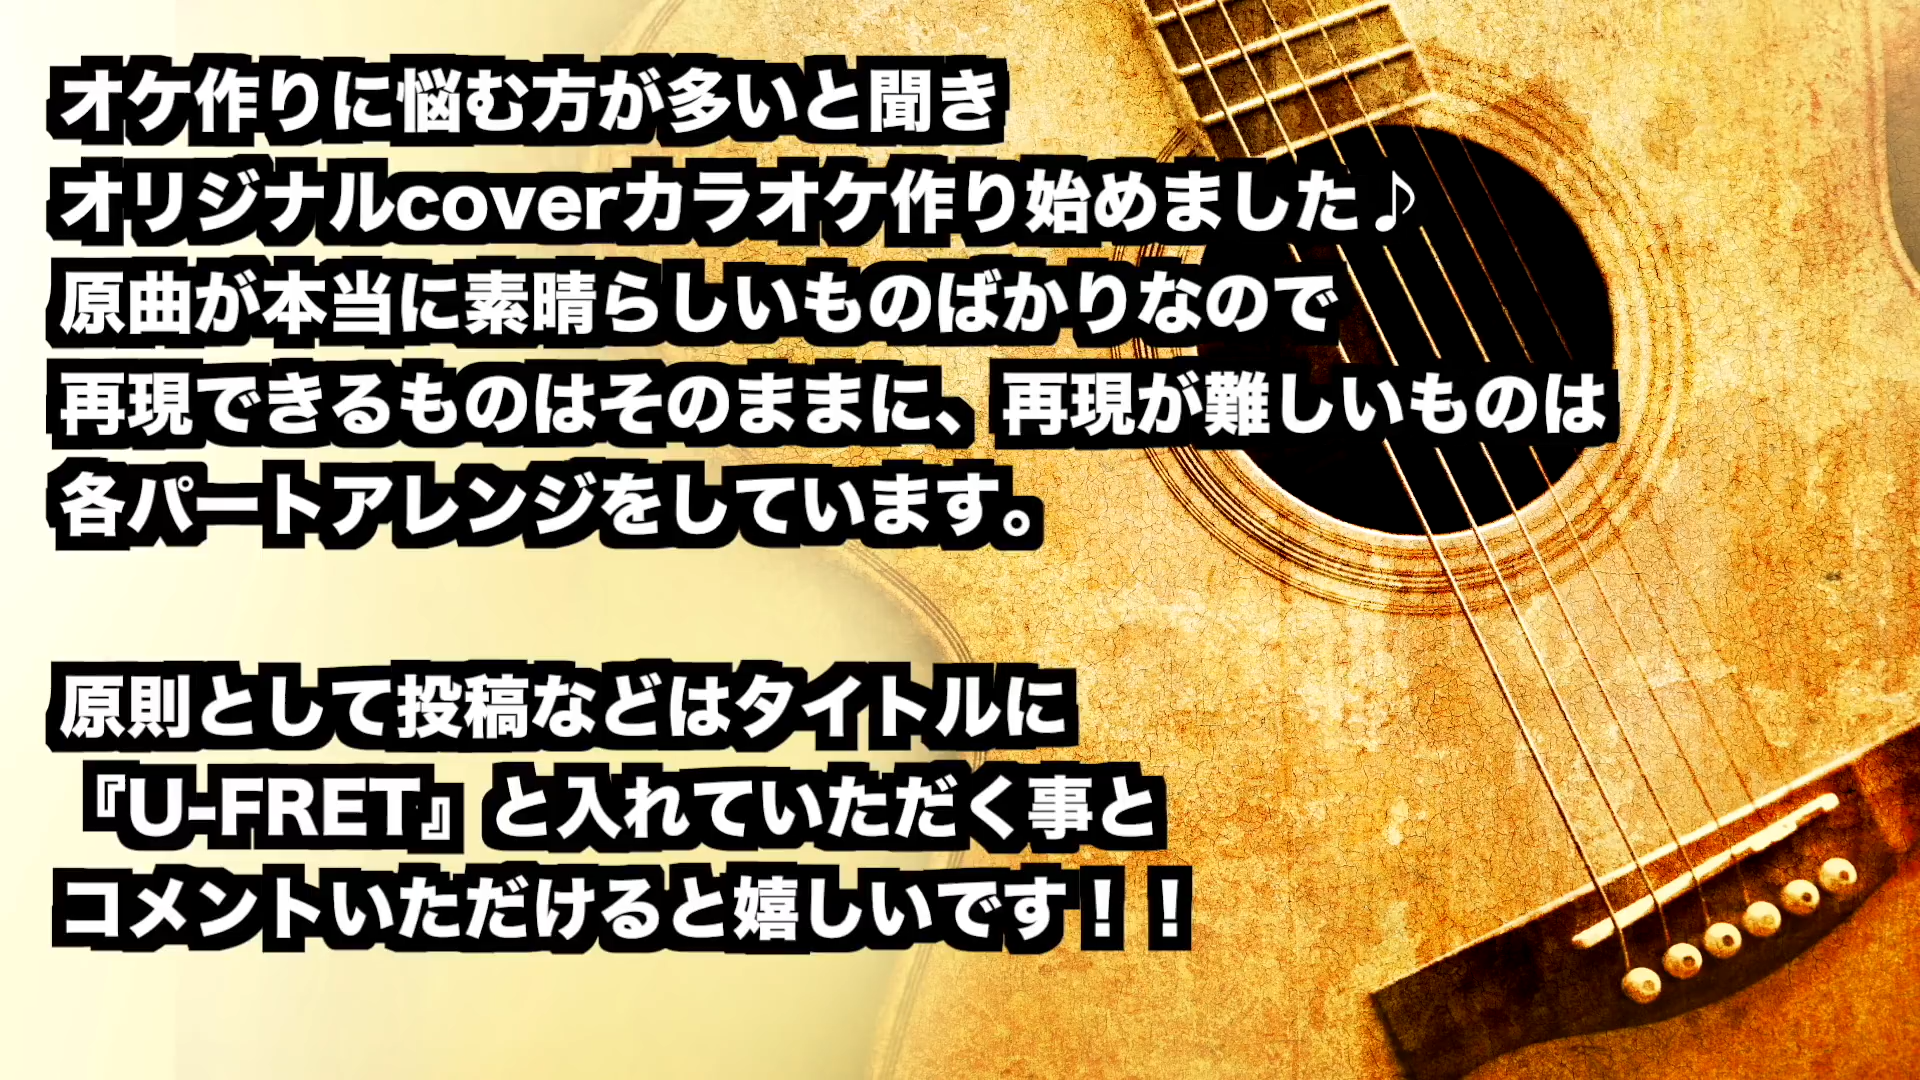 オケ作りに悩む方が多いと聞き
オリジナルcoverカラオケ作り始めました♪
原曲が本当に素晴らしいものばかりなので
再現できるものはそのままに、再現が難しいものは
各パートアレンジをしています。
原則として投稿などはタイトルに
『U-FRET』と入れていただく事と
コメントいただけると嬉しいです！！